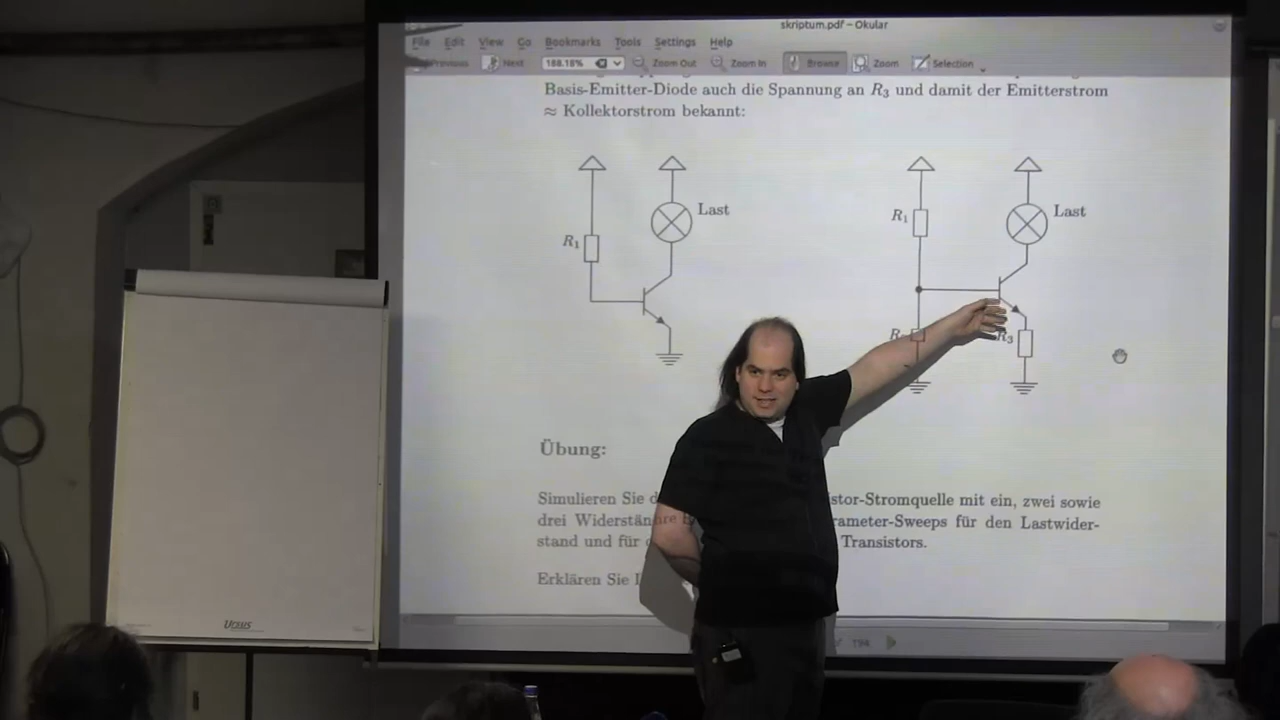 skriptum.pdf – Okular
File Edit View Go Bookmarks Tools Settings Help
Previous Next 188.18% Zoom Out Zoom In Browse Zoom Selection
Basis-Emitter-Diode auch die Spannung an R₃ und damit der Emitterstrom
≈ Kollektorstrom bekannt:
R₁ Last
R₁ Last
R₃
Übung:
Simulieren Sie stor-Stromquelle mit ein, zwei sowie
drei rameter-Sweeps für den Lastwider-
stand und für Transistors.
Erklären Sie
194